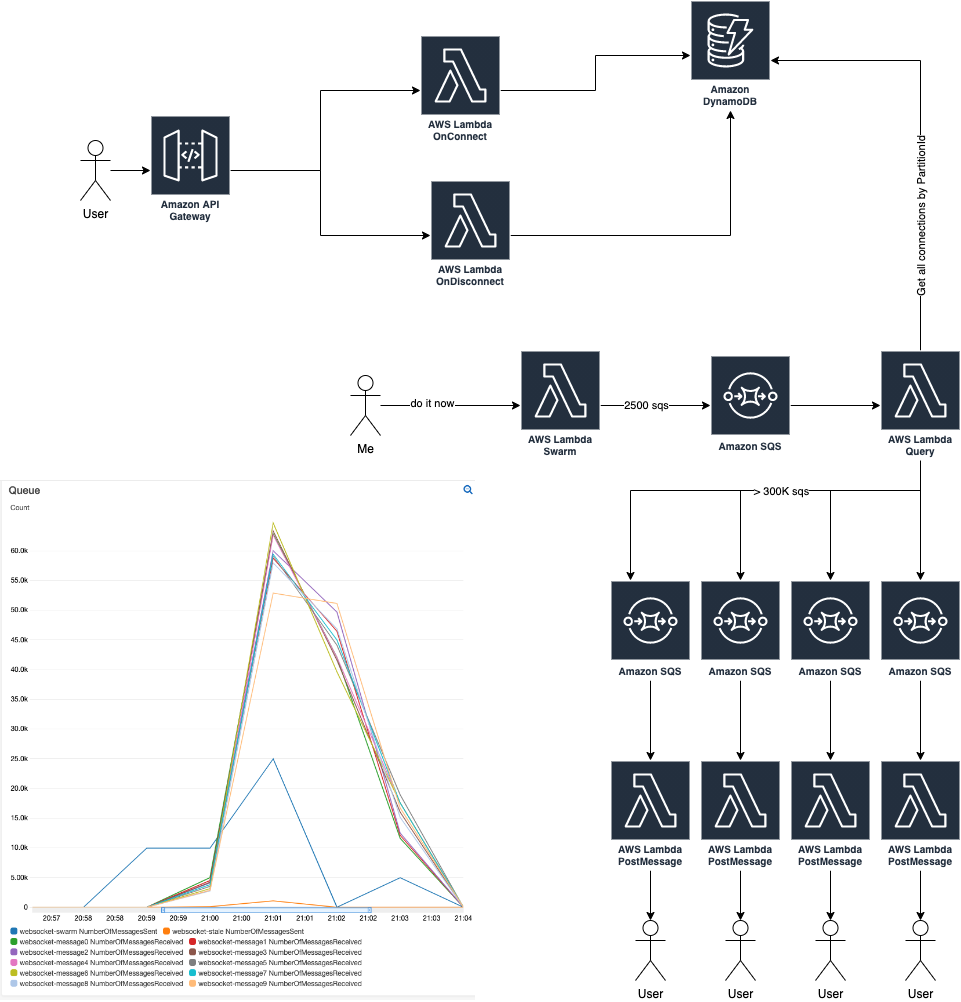 Amazon
DynamoDB
AWS Lambda
OnConnect
User
Amazon API
Gateway
AWS Lambda
OnDisconnect
Get all connections by PartitionId
Me
do it now
AWS Lambda
Swarm
2500 sqs
Amazon SQS
AWS Lambda
Query
> 300K sqs
Amazon SQS
Amazon SQS
Amazon SQS
Amazon SQS
AWS Lambda
PostMessage
AWS Lambda
PostMessage
AWS Lambda
PostMessage
AWS Lambda
PostMessage
User
User
User
User
Queue
Count
60.0k
55.0k
50.0k
45.0k
40.0k
35.0k
30.0k
25.0k
20.0k
15.0k
10.0k
5.00k
0
20:57 20:58 20:58 20:59 20:59 21:00 21:00 21:01 21:01 21:02 21:02 21:03 21:03 21:04
websocket-swarm NumberOfMessagesSent websocket-stale NumberOfMessagesSent
websocket-message0 NumberOfMessagesReceived websocket-message1 NumberOfMessagesReceived
websocket-message2 NumberOfMessagesReceived websocket-message3 NumberOfMessagesReceived
websocket-message4 NumberOfMessagesReceived websocket-message5 NumberOfMessagesReceived
websocket-message6 NumberOfMessagesReceived websocket-message7 NumberOfMessagesReceived
websocket-message8 NumberOfMessagesReceived websocket-message9 NumberOfMessagesReceived